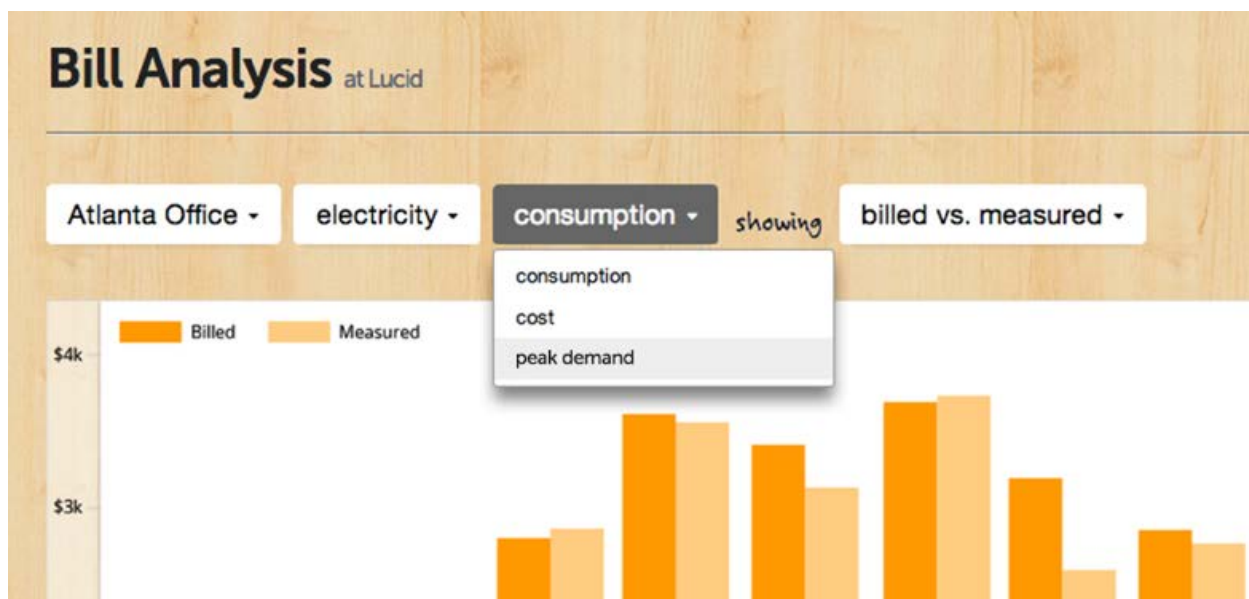 Bill Analysis at Lucid
Atlanta Office electricity consumption showing billed vs. measured
consumption
cost
peak demand
Billed Measured
$4k
$3k